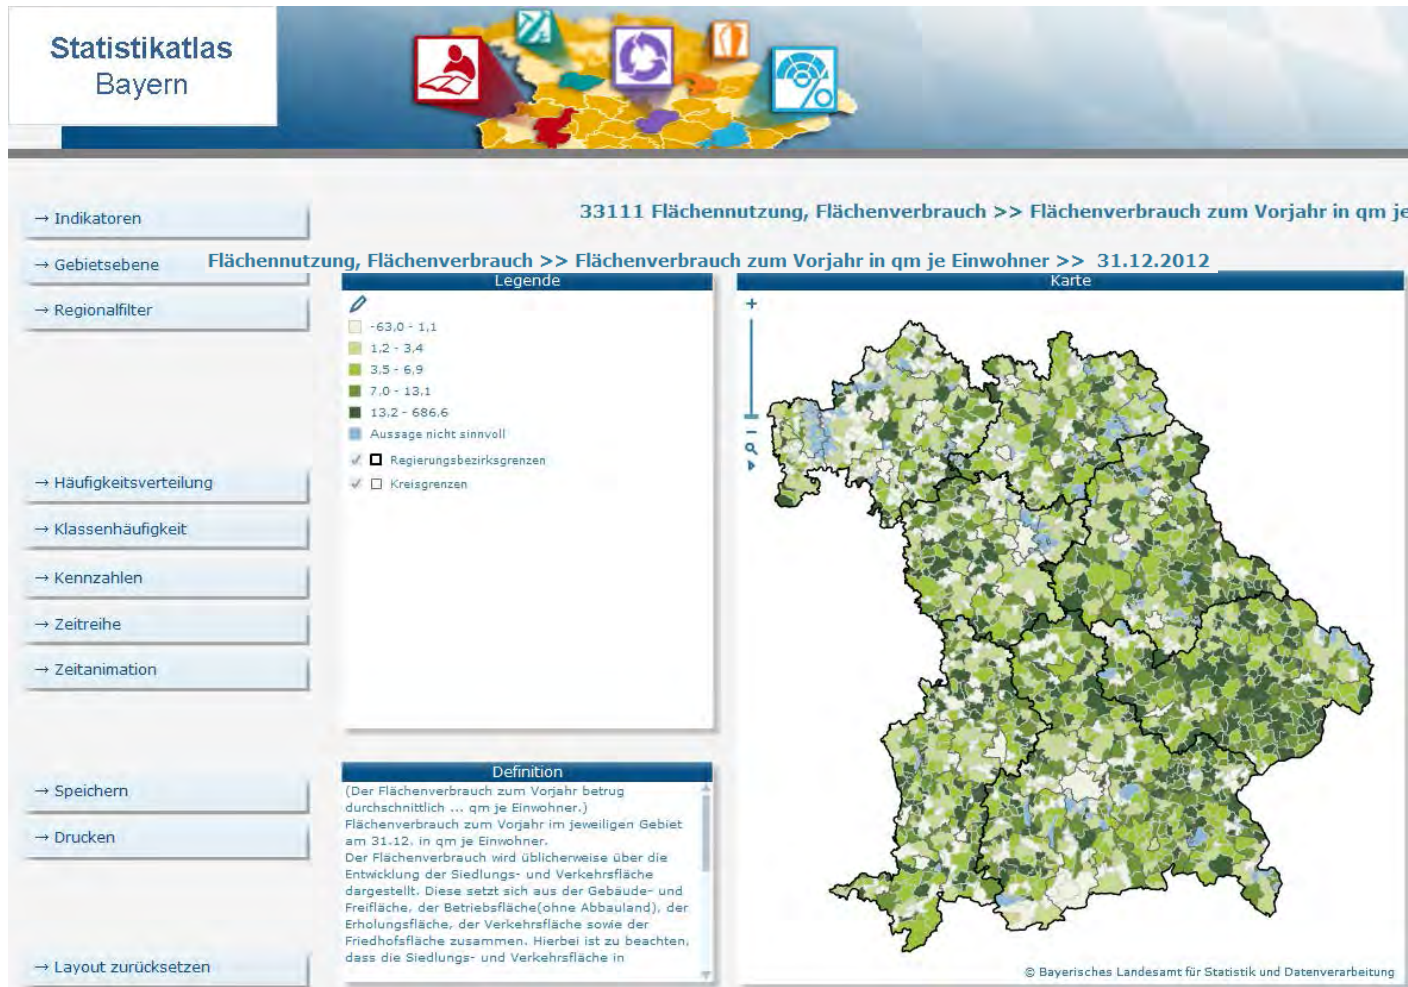 Statistikatlas
Bayern
33111 Flächennutzung, Flächenverbrauch >> Flächenverbrauch zum Vorjahr in qm je
Flächennutzung, Flächenverbrauch >> Flächenverbrauch zum Vorjahr in qm je Einwohner >> 31.12.2012
→ Indikatoren
→ Gebietsebene
→ Regionalfilter
→ Häufigkeitsverteilung
→ Klassenhäufigkeit
→ Kennzahlen
→ Zeitreihe
→ Zeitanimation
→ Speichern
→ Drucken
→ Layout zurücksetzen
Legende
-63,0 - 1,1
1,2 - 3,4
3,5 - 6,9
7,0 - 13,1
13,2 - 686,6
Aussage nicht sinnvoll
Regierungsbezirksgrenzen
Kreisgrenzen
Definition
(Der Flächenverbrauch zum Vorjahr betrug
durchschnittlich ... qm je Einwohner.)
Flächenverbrauch zum Vorjahr im jeweiligen Gebiet
am 31.12. in qm je Einwohner.
Der Flächenverbrauch wird üblicherweise über die
Entwicklung der Siedlungs- und Verkehrsfläche
dargestellt. Diese setzt sich aus der Gebäude- und
Freifläche, der Betriebsfläche(ohne Abbauland), der
Erholungsfläche, der Verkehrsfläche sowie der
Friedhofsfläche zusammen. Hierbei ist zu beachten,
dass die Siedlungs- und Verkehrsfläche in
Karte
© Bayerisches Landesamt für Statistik und Datenverarbeitung